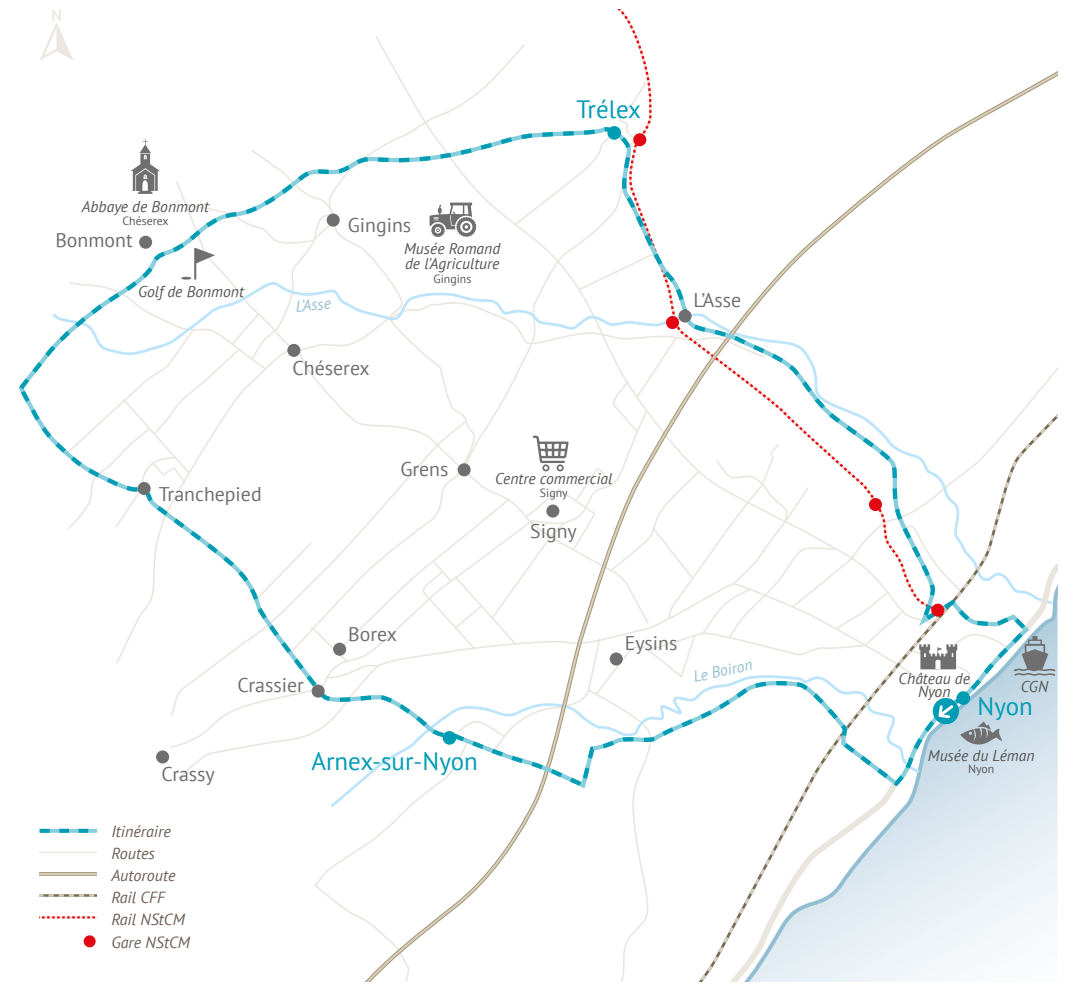 N
Trélex
Abbaye de Bonmont
Chéserex
Bonmont
Gingins
Musée Romand
de l'Agriculture
Gingins
Golf de Bonmont
L'Asse
L'Asse
Chéserex
Grens
Centre commercial
Signy
Signy
Tranchepied
Borex
Eysins
Crassier
Le Boiron
Château de
Nyon
CGN
Nyon
Arnex-sur-Nyon
Musée du Léman
Nyon
Crassy
Itinéraire
Routes
Autoroute
Rail CFF
Rail NStCM
Gare NStCM